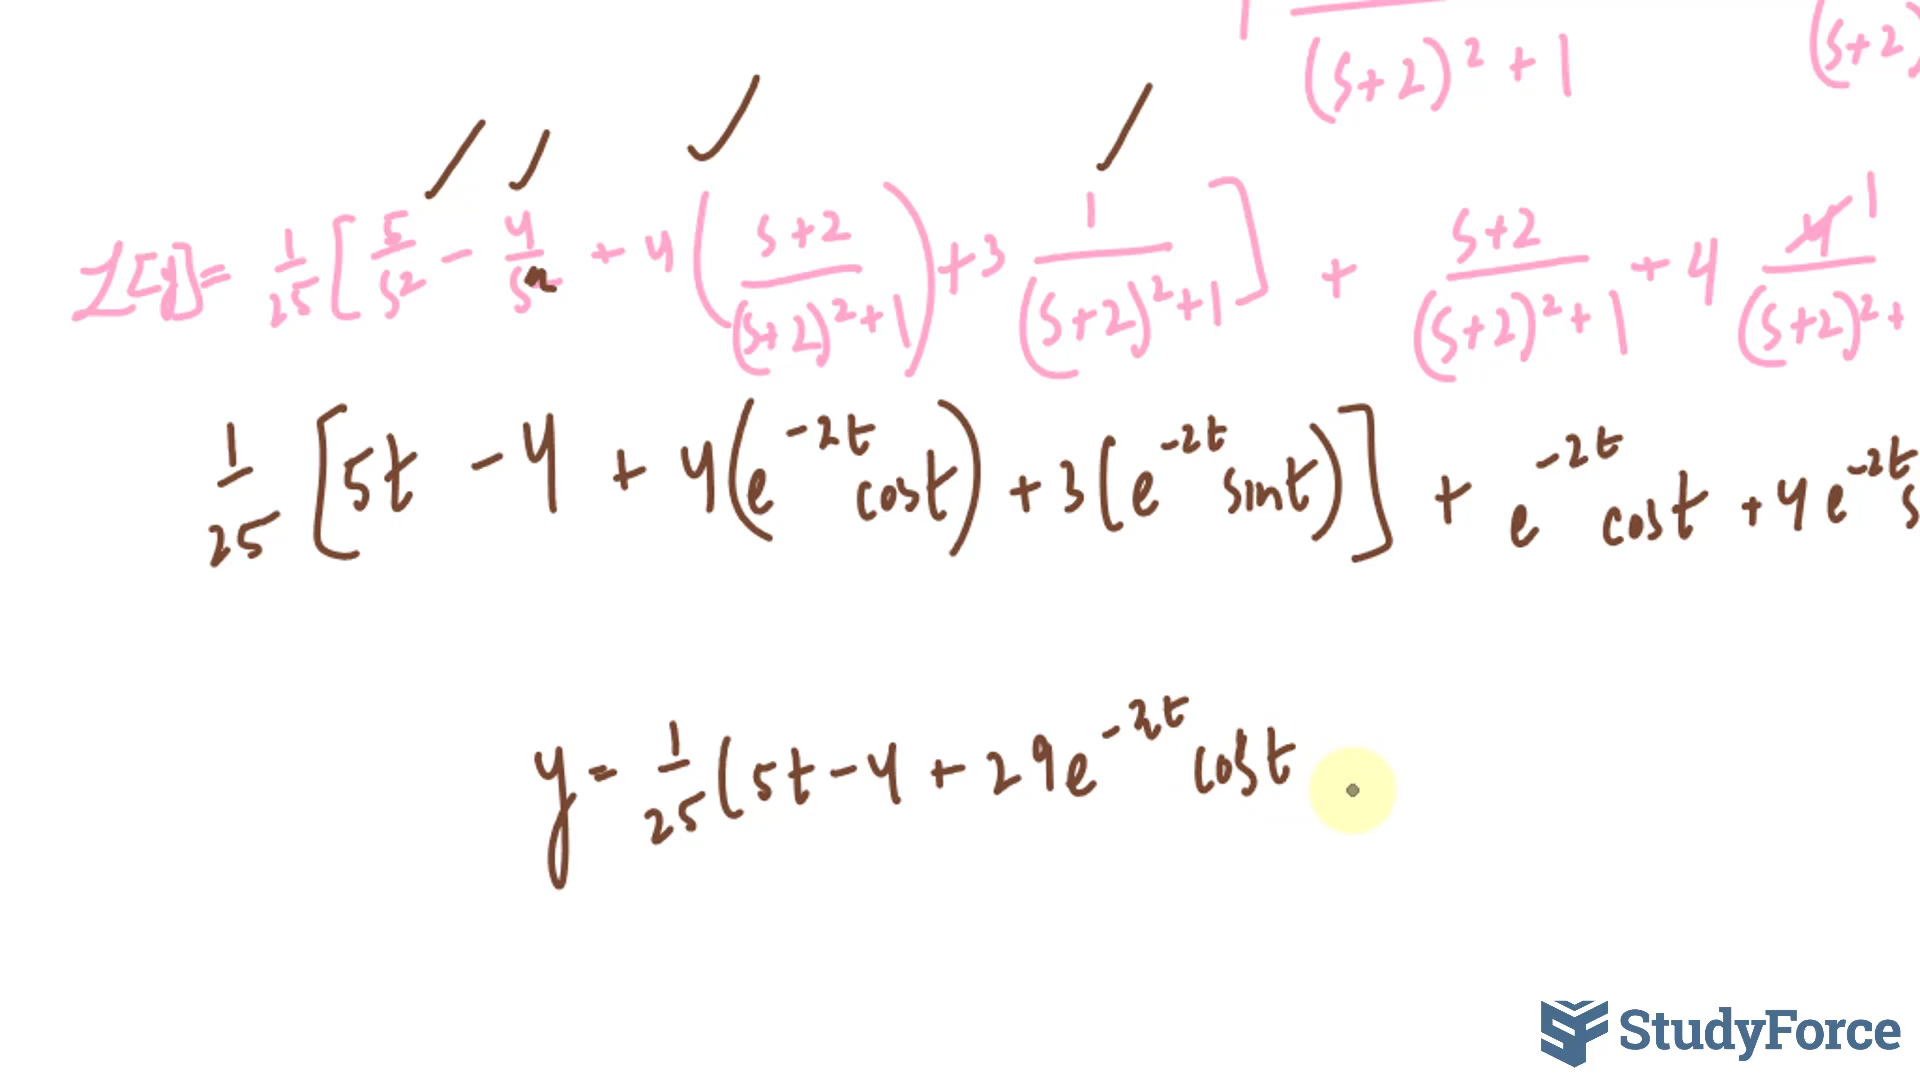 1/((s+2)²+1) (s+2)
L[y] = 1/25 [5/s² - 4/s + 4((s+2)/((s+2)²+1)) + 3 1/((s+2)²+1)] + (s+2)/((s+2)²+1) + 4 1/((s+2)²+
1/25 [5t - 4 + 4(e^-2t cost) + 3(e^-2t sint)] + e^-2t cost + 4e^-2t s
y = 1/25 (5t - 4 + 29e^-2t cost
StudyForce